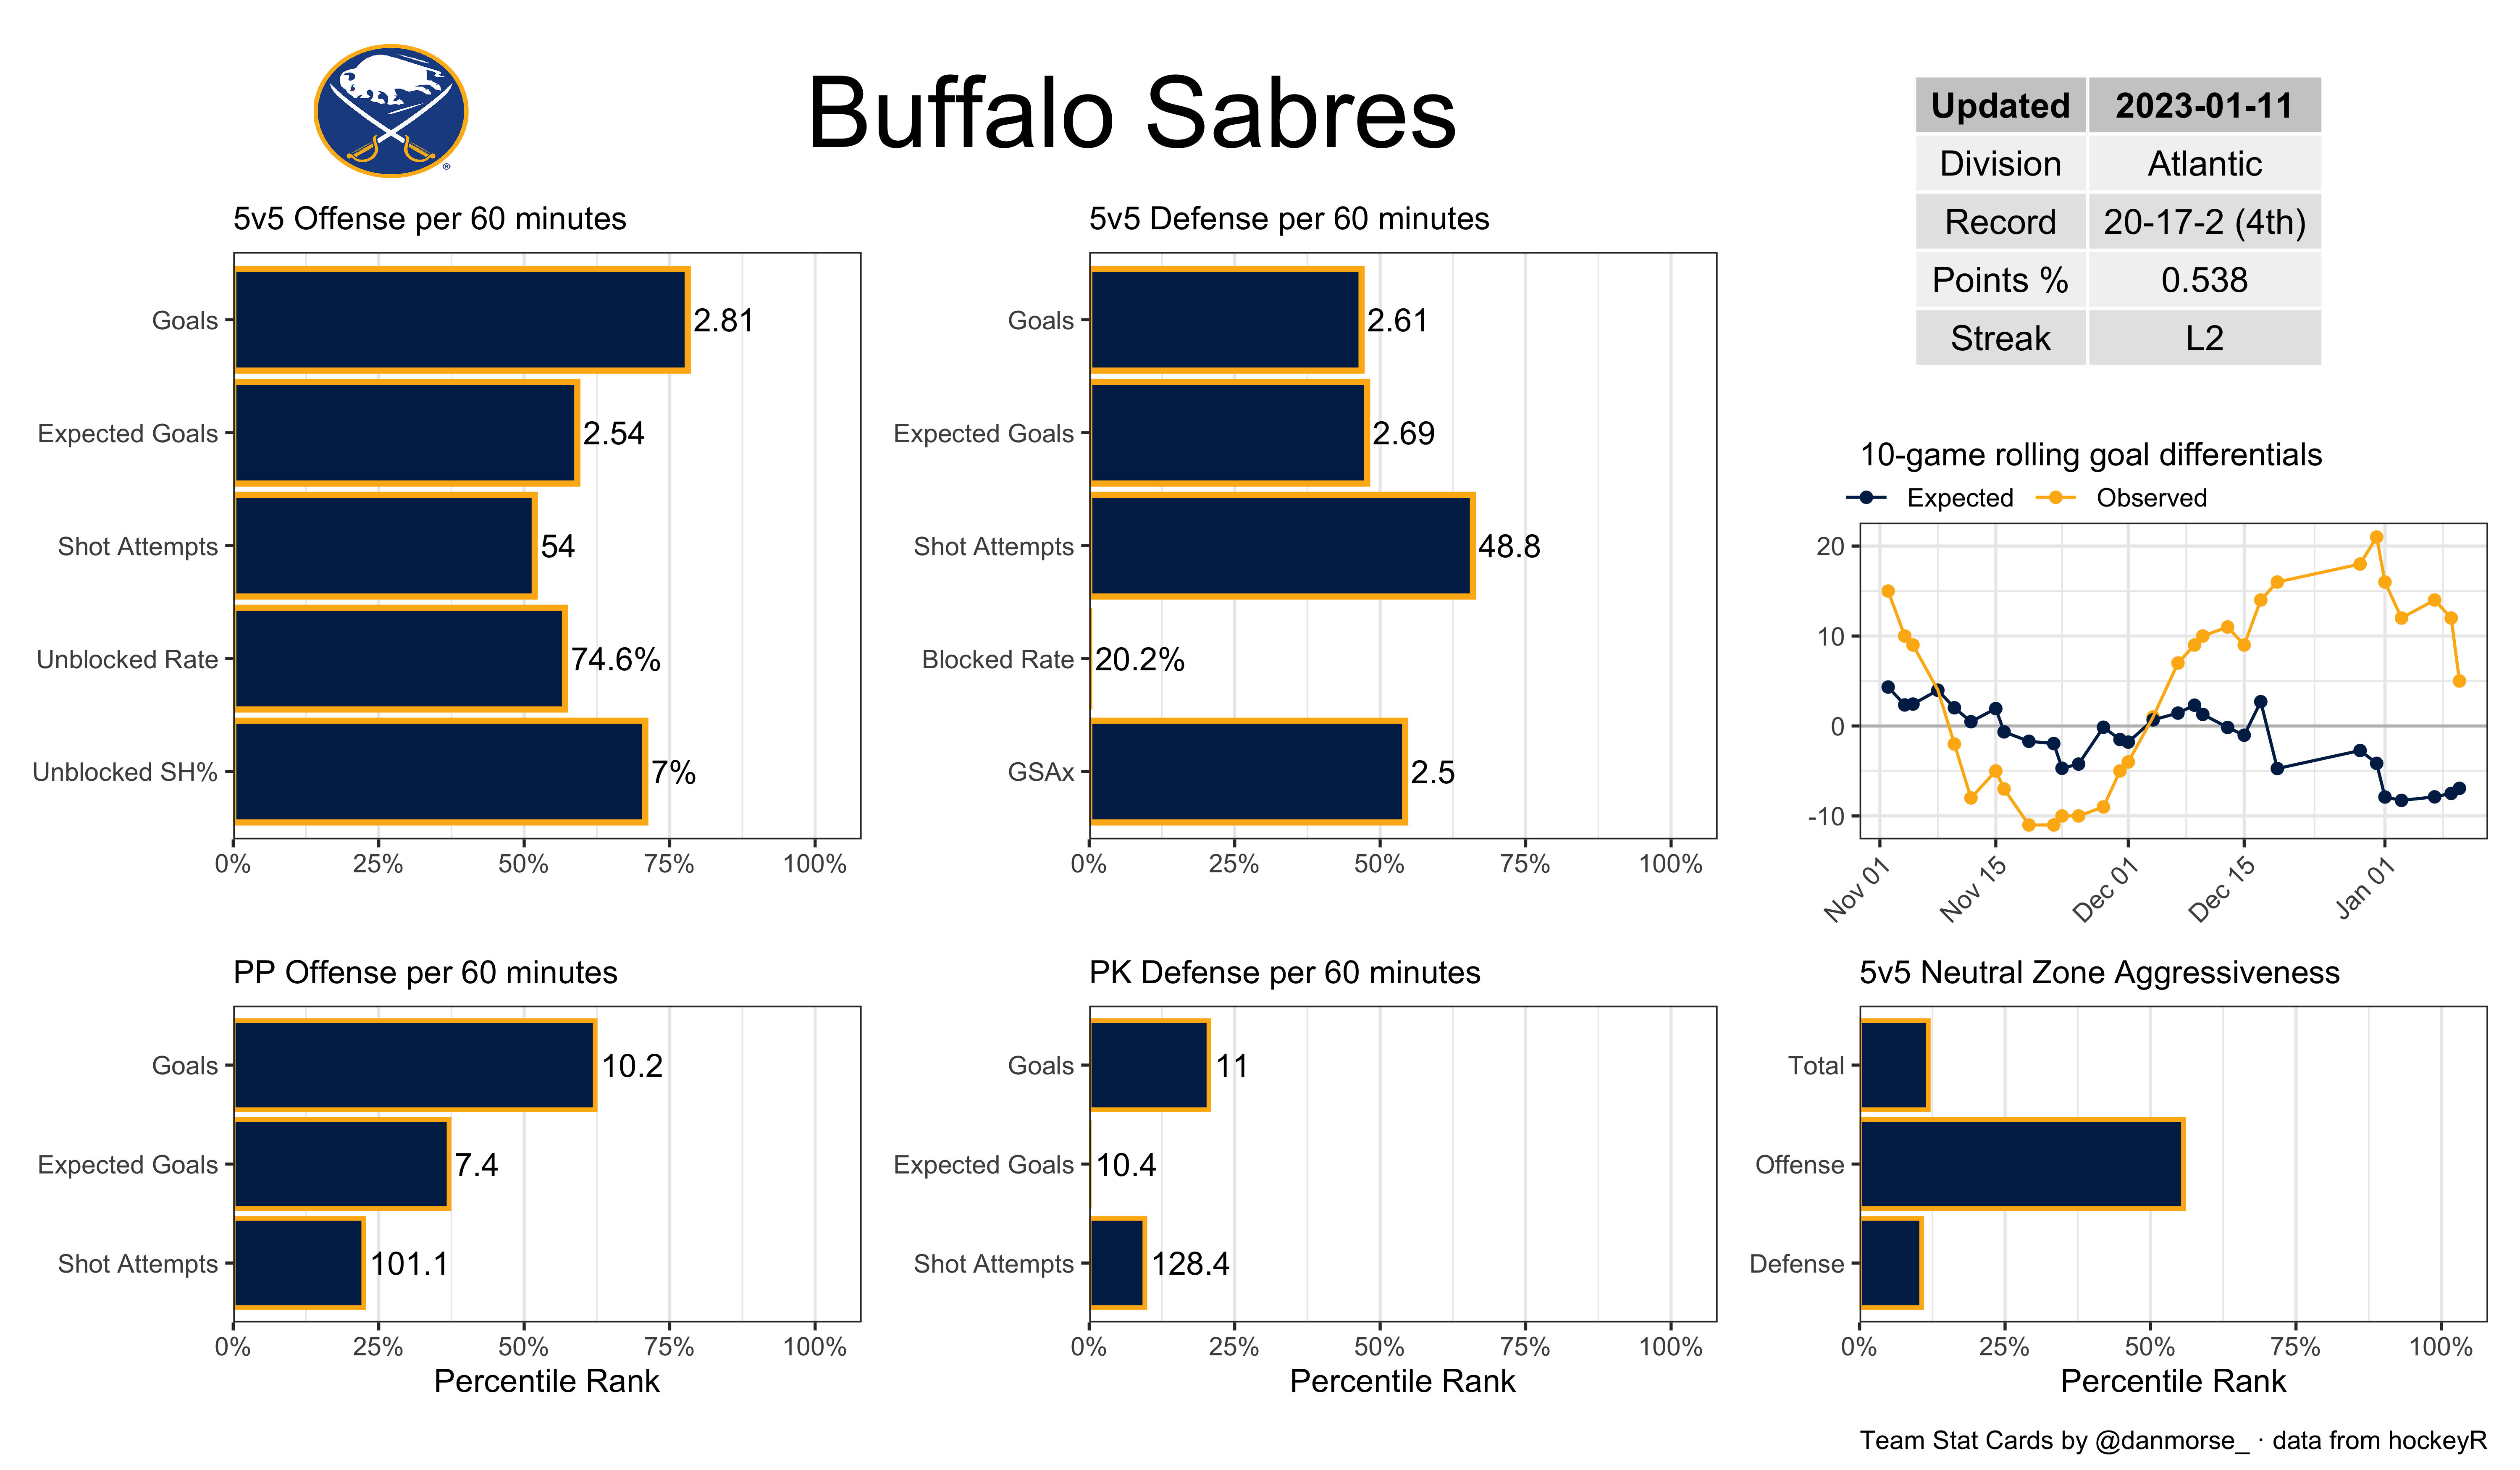 Buffalo Sabres
®
Updated 2023-01-11
Division Atlantic
Record 20-17-2 (4th)
Points % 0.538
Streak L2
5v5 Offense per 60 minutes
Goals 2.81
Expected Goals 2.54
Shot Attempts 54
Unblocked Rate 74.6%
Unblocked SH% 7%
0% 25% 50% 75% 100%
5v5 Defense per 60 minutes
Goals 2.61
Expected Goals 2.69
Shot Attempts 48.8
Blocked Rate 20.2%
GSAx 2.5
0% 25% 50% 75% 100%
10-game rolling goal differentials
Expected Observed
20
10
0
-10
Nov 01 Nov 15 Dec 01 Dec 15 Jan 01
PP Offense per 60 minutes
Goals 10.2
Expected Goals 7.4
Shot Attempts 101.1
0% 25% 50% 75% 100%
Percentile Rank
PK Defense per 60 minutes
Goals 11
Expected Goals 10.4
Shot Attempts 128.4
0% 25% 50% 75% 100%
Percentile Rank
5v5 Neutral Zone Aggressiveness
Total
Offense
Defense
0% 25% 50% 75% 100%
Percentile Rank
Team Stat Cards by @danmorse_ · data from hockeyR